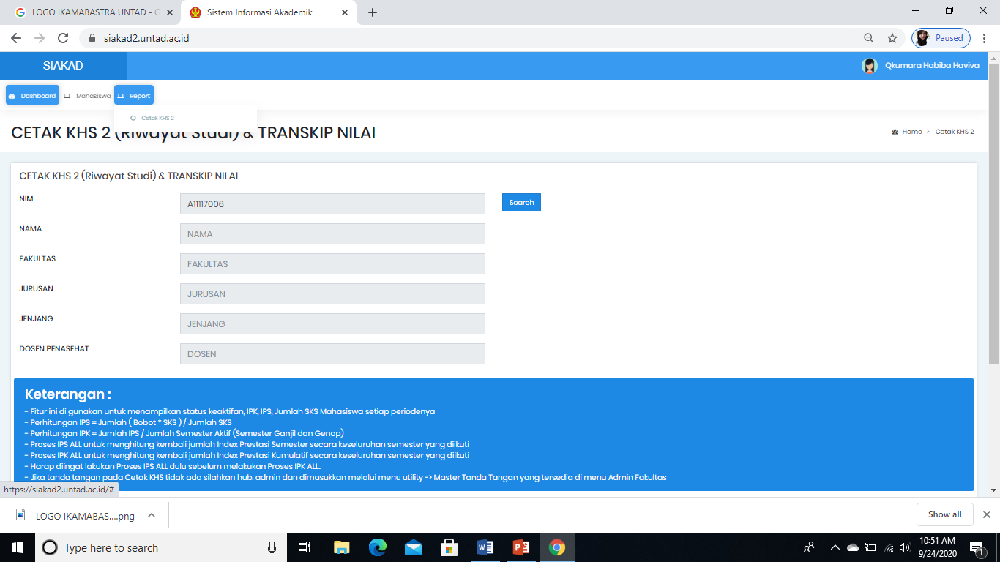 LOGO IKAMABASTRA UNTAD - G
Sistem Informasi Akademik
siakad2.untad.ac.id
Paused
SIAKAD
Qkumara Habiba Haviva
Dashboard
Mahasiswa
Report
Cetak KHS 2
CETAK KHS 2 (Riwayat Studi) & TRANSKIP NILAI
Home > Cetak KHS 2
CETAK KHS 2 (Riwayat Studi) & TRANSKIP NILAI
NIM
A11117006
Search
NAMA
NAMA
FAKULTAS
FAKULTAS
JURUSAN
JURUSAN
JENJANG
JENJANG
DOSEN PENASEHAT
DOSEN
Keterangan :
- Fitur ini di gunakan untuk menampilkan status keaktifan, IPK, IPS, Jumlah SKS Mahasiswa setiap periodenya
- Perhitungan IPS = Jumlah ( Bobot * SKS ) / Jumlah SKS
- Perhitungan IPK = Jumlah IPS / Jumlah Semester Aktif (Semester Ganjil dan Genap)
- Proses IPS ALL untuk menghitung kembali jumlah Index Prestasi Semester secara keseluruhan semester yang diikuti
- Proses IPK ALL untuk menghitung kembali jumlah Index Prestasi Kumulatif secara keseluruhan semester yang diikuti
- Harap diingat lakukan Proses IPS ALL dulu sebelum melakukan Proses IPK ALL.
- Jika tanda tangan pada Cetak KHS tidak ada silahkan hub. admin dan dimasukkan melalui menu utility -> Master Tanda Tangan yang tersedia di menu Admin Fakultas
https://siakad2.untad.ac.id/#
LOGO IKAMABAS....png
Show all
Type here to search
10:51 AM
9/24/2020
1